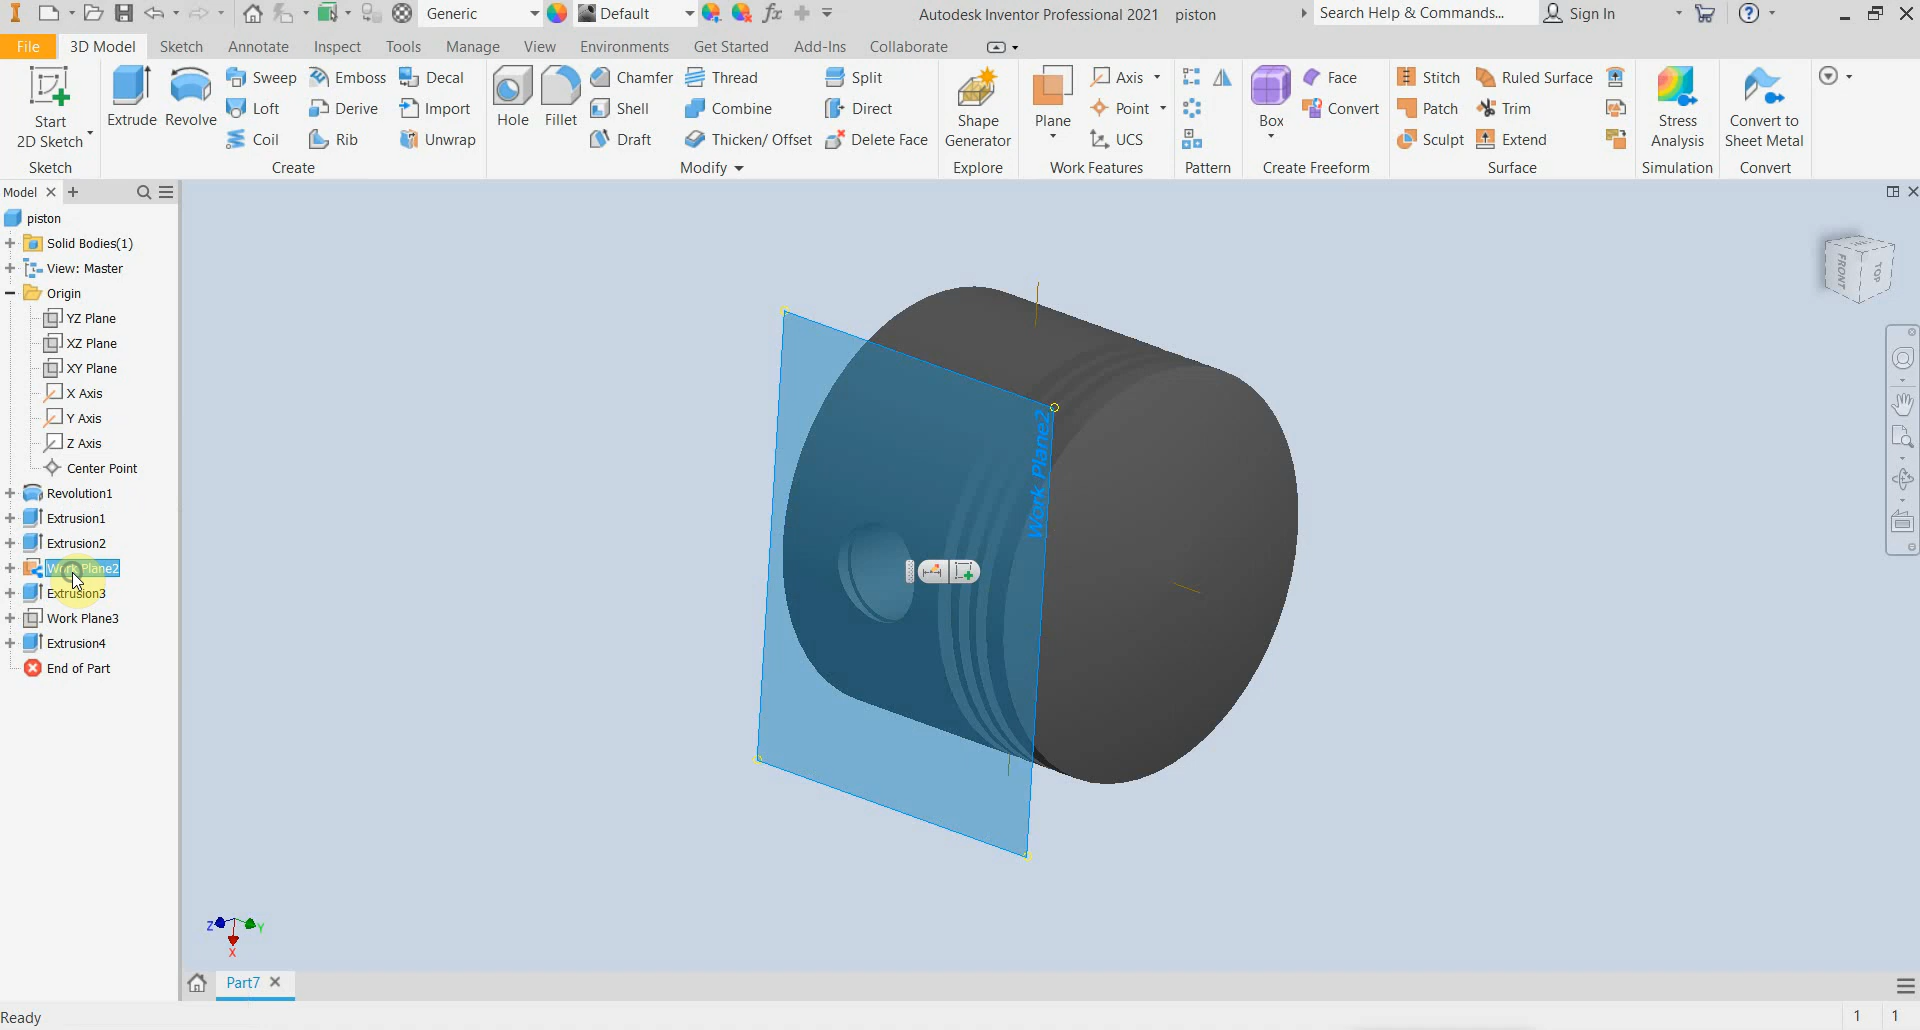 Generic
Default
Autodesk Inventor Professional 2021 piston
Search Help & Commands...
Sign In
File
3D Model
Sketch
Annotate
Inspect
Tools
Manage
View
Environments
Get Started
Add-Ins
Collaborate
Start
2D Sketch
Sketch
Extrude
Revolve
Sweep
Emboss
Decal
Loft
Derive
Import
Coil
Rib
Unwrap
Create
Hole
Fillet
Chamfer
Thread
Split
Shell
Combine
Direct
Draft
Thicken/ Offset
Delete Face
Modify
Shape
Generator
Explore
Plane
Axis
Point
UCS
Work Features
Pattern
Box
Face
Convert
Create Freeform
Stitch
Ruled Surface
Patch
Trim
Sculpt
Extend
Surface
Stress
Analysis
Simulation
Convert to
Sheet Metal
Convert
Model
piston
Solid Bodies(1)
View: Master
Origin
YZ Plane
XZ Plane
XY Plane
X Axis
Y Axis
Z Axis
Center Point
Revolution1
Extrusion1
Extrusion2
Work Plane2
Extrusion3
Work Plane3
Extrusion4
End of Part
Work Plane2
FRONT
TOP
Z
Y
X
Part7
Ready
1 1